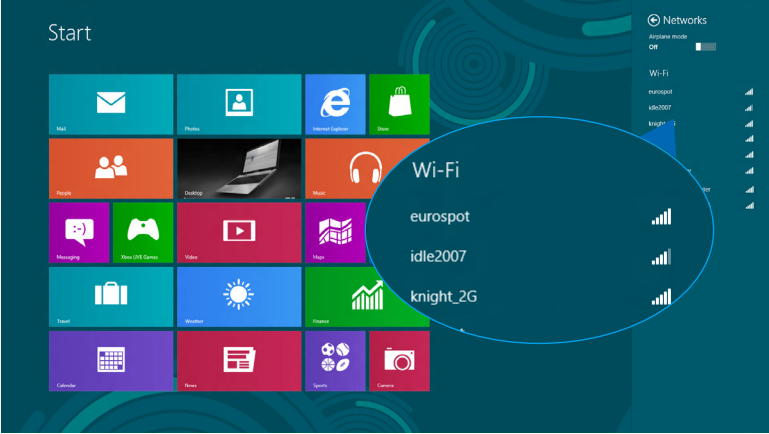 Start
Mail
Photos
Internet Explorer
Store
People
Desktop
Music
Messaging
:-)
Xbox LIVE Games
Video
Maps
Travel
Weather
Finance
Calendar
News
Sports
Camera
Wi-Fi
eurospot
idle2007
knight_2G
Networks
Airplane mode
Off
Wi-Fi
eurospot
idle2007